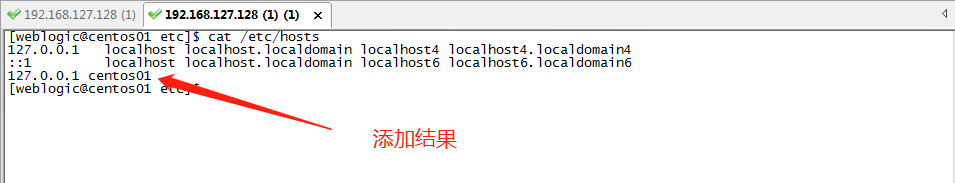 192.168.127.128 (1) 192.168.127.128 (1) (1)
[weblogic@centos01 etc]$ cat /etc/hosts
127.0.0.1   localhost localhost.localdomain localhost4 localhost4.localdomain4
::1         localhost localhost.localdomain localhost6 localhost6.localdomain6
127.0.0.1 centos01
[weblogic@centos01 etc]$
添加结果